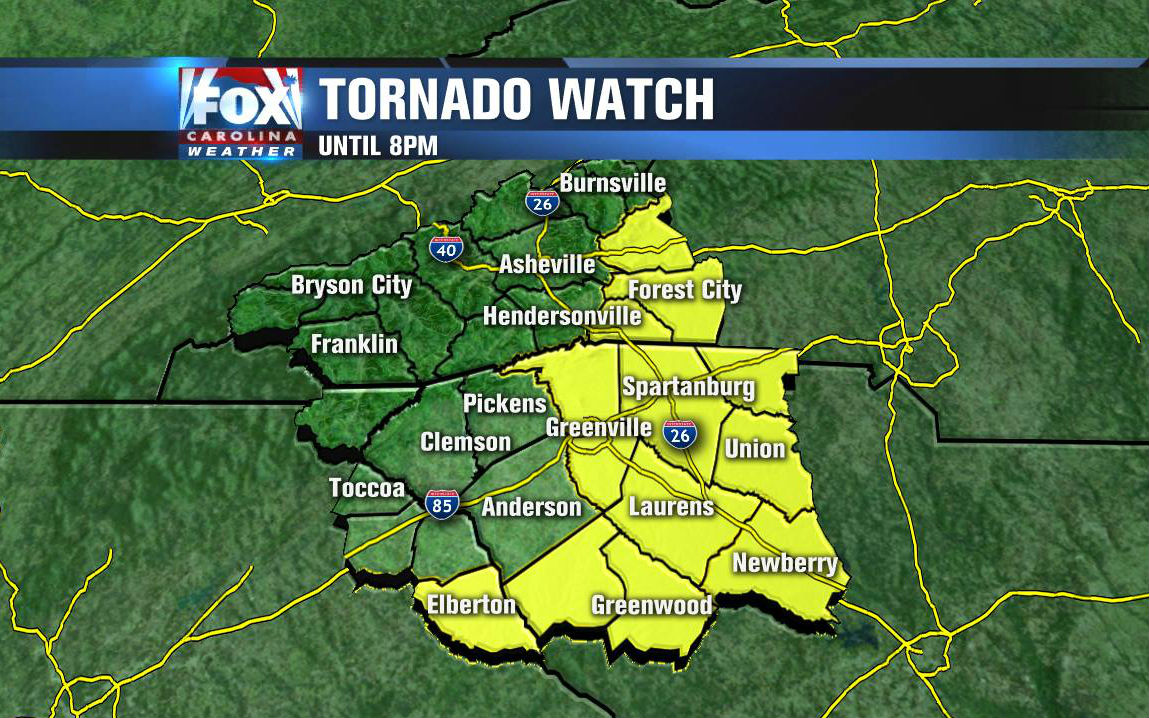 FOX
CAROLINA
WEATHER
TORNADO WATCH
UNTIL 8PM
Burnsville
26
40
Asheville
Bryson City
Forest City
Hendersonville
Franklin
Spartanburg
Pickens
Greenville
26
Clemson
Union
Toccoa
85
Anderson
Laurens
Newberry
Elberton
Greenwood